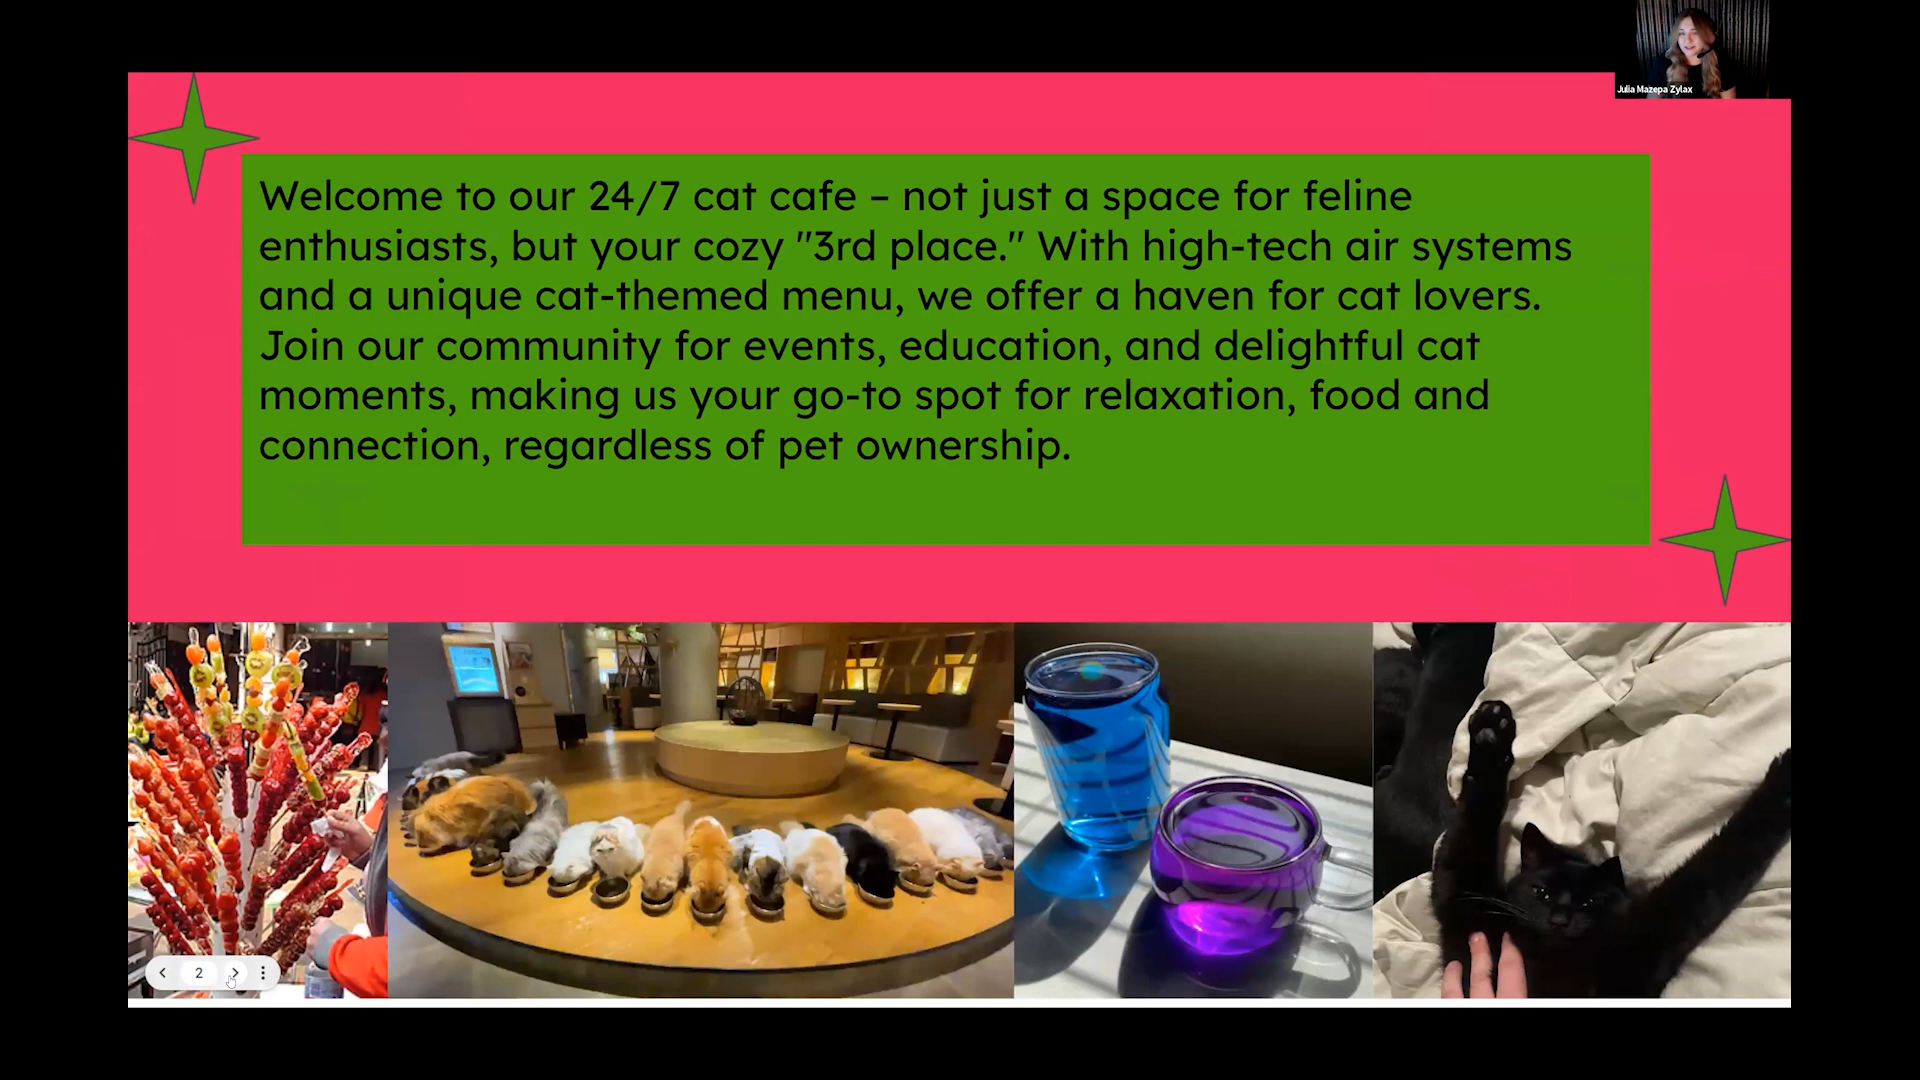 Julia Mazepa Zylax
Welcome to our 24/7 cat cafe – not just a space for feline
enthusiasts, but your cozy "3rd place." With high-tech air systems
and a unique cat-themed menu, we offer a haven for cat lovers.
Join our community for events, education, and delightful cat
moments, making us your go-to spot for relaxation, food and
connection, regardless of pet ownership.
2